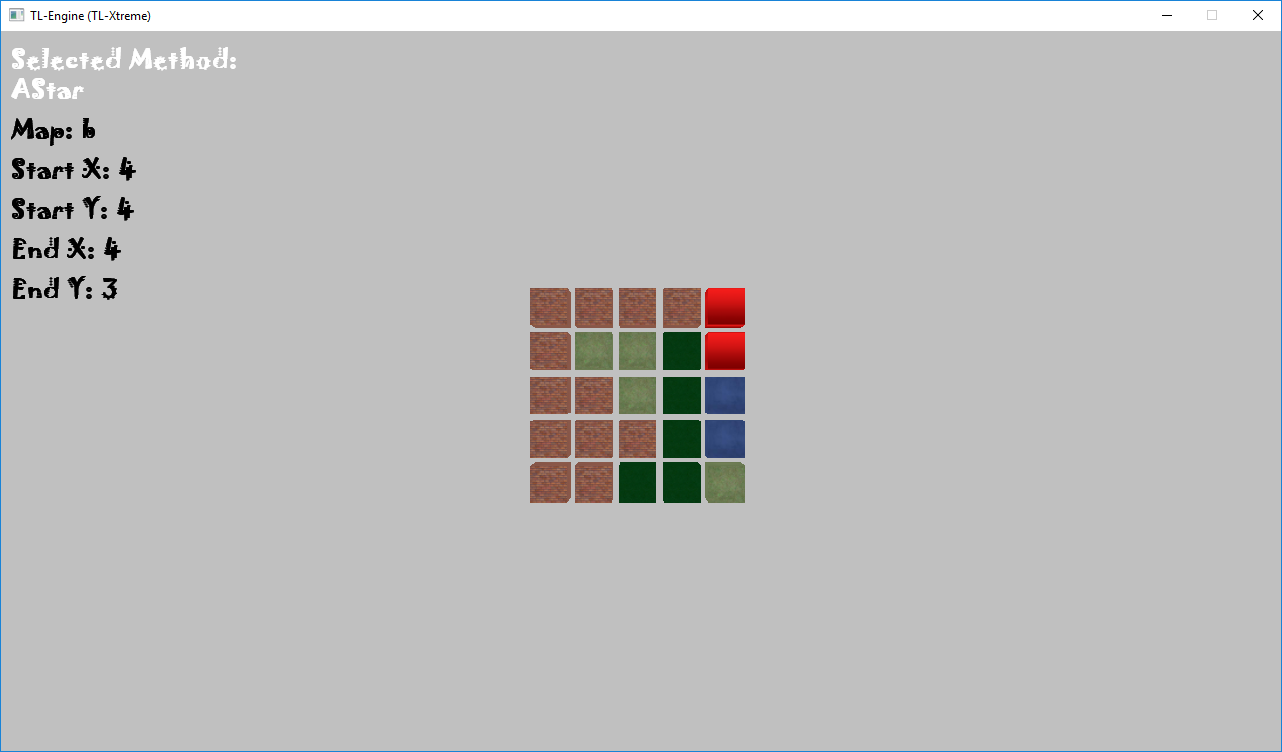 TL-Engine (TL-Xtreme)
Selected Method:
AStar
Map: b
Start X: 4
Start Y: 4
End X: 4
End Y: 3